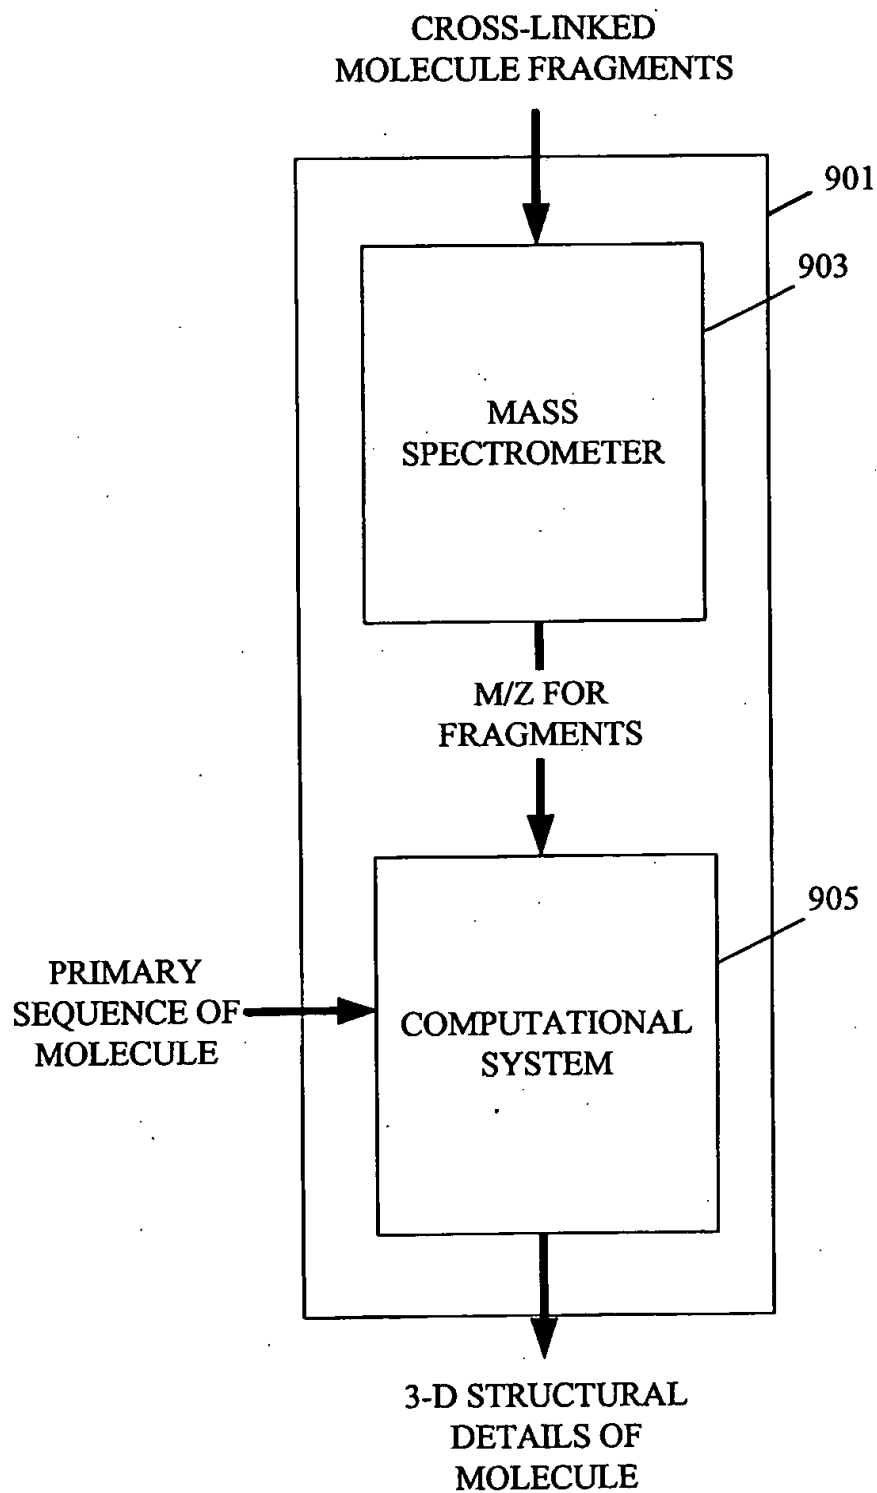 CROSS-LINKED
MOLECULE FRAGMENTS
901
903
MASS
SPECTROMETER
M/Z FOR
FRAGMENTS
905
PRIMARY
SEQUENCE OF
MOLECULE
COMPUTATIONAL
SYSTEM
3-D STRUCTURAL
DETAILS OF
MOLECULE